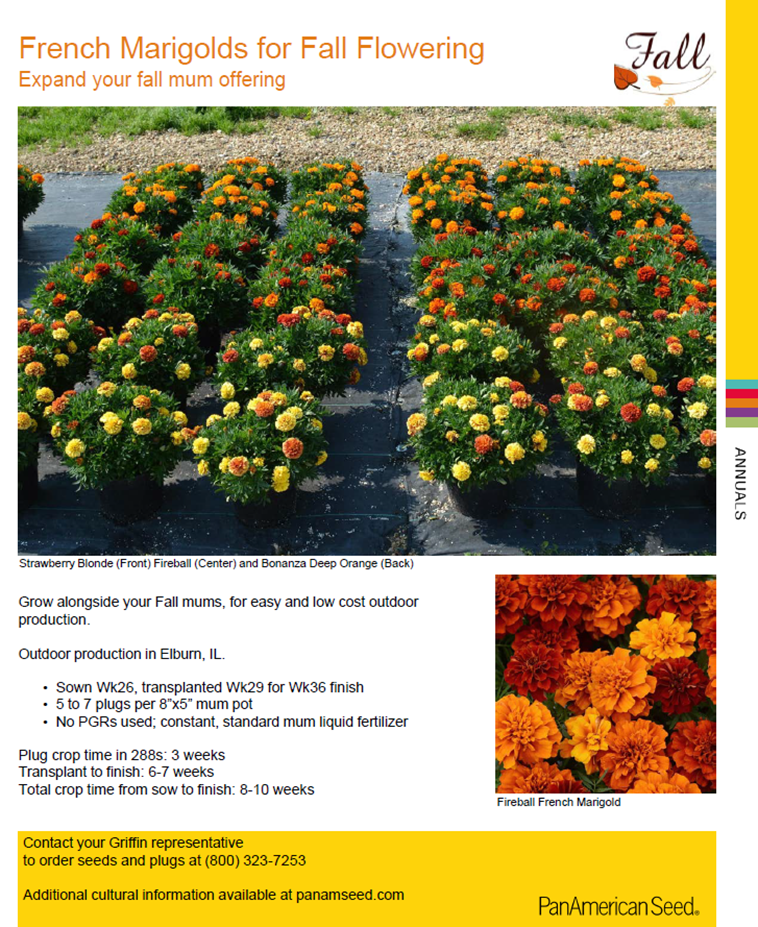 French Marigolds for Fall Flowering
Expand your fall mum offering
Fall
Strawberry Blonde (Front) Fireball (Center) and Bonanza Deep Orange (Back)
Grow alongside your Fall mums, for easy and low cost outdoor
production.
Outdoor production in Elburn, IL.
• Sown Wk26, transplanted Wk29 for Wk36 finish
• 5 to 7 plugs per 8”x5” mum pot
• No PGRs used; constant, standard mum liquid fertilizer
Plug crop time in 288s: 3 weeks
Transplant to finish: 6-7 weeks
Total crop time from sow to finish: 8-10 weeks
Fireball French Marigold
Contact your Griffin representative
to order seeds and plugs at (800) 323-7253
Additional cultural information available at panamseed.com
PanAmerican Seed®
ANNUALS